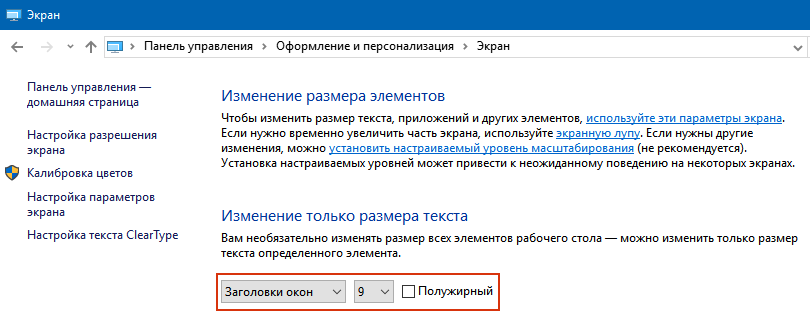 Экран
Панель управления
Оформление и персонализация
Экран
Панель управления —
домашняя страница
Настройка разрешения
экрана
Калибровка цветов
Настройка параметров
экрана
Настройка текста ClearType
Изменение размера элементов
Чтобы изменить размер текста, приложений и других элементов, используйте эти параметры экрана.
Если нужно временно увеличить часть экрана, используйте экранную лупу. Если нужны другие
изменения, можно установить настраиваемый уровень масштабирования (не рекомендуется).
Установка настраиваемых уровней может привести к неожиданному поведению на некоторых экранах.
Изменение только размера текста
Вам необязательно изменять размер всех элементов рабочего стола — можно изменить только размер
текста определенного элемента.
Заголовки окон 9 Полужирный